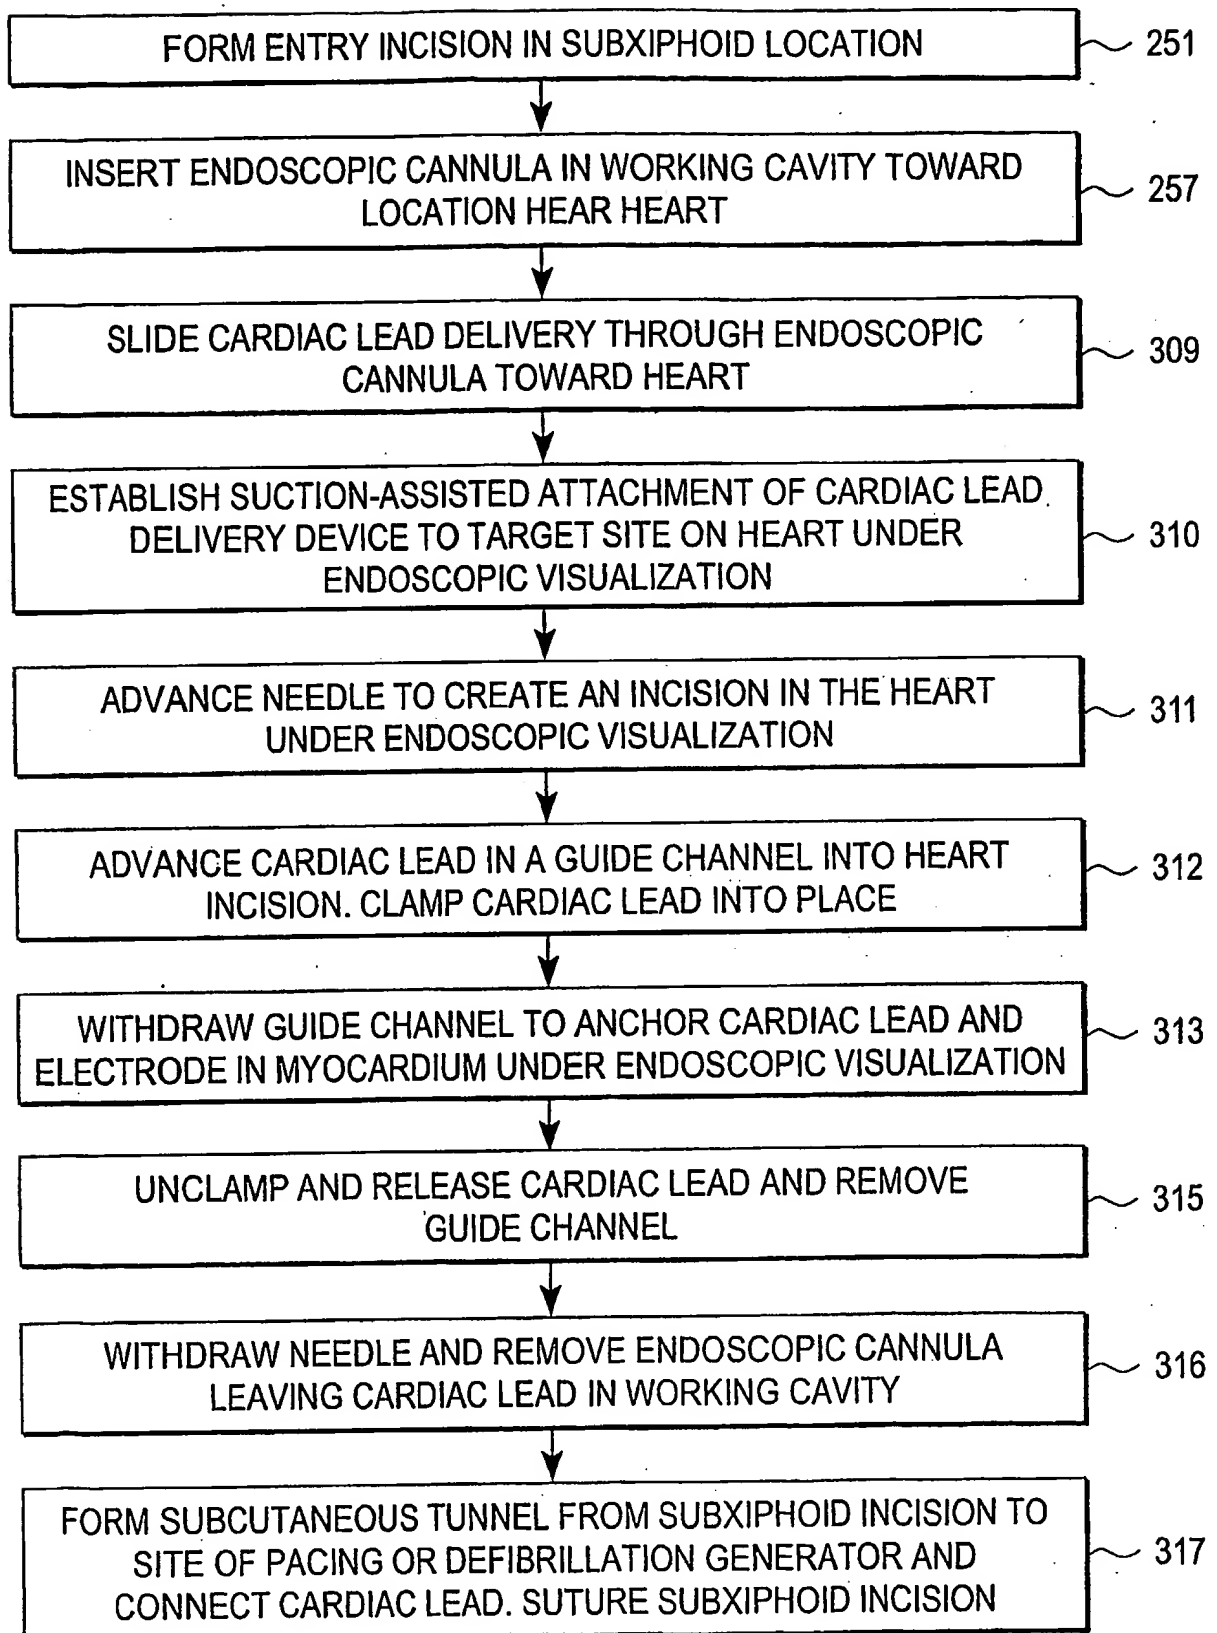 FORM ENTRY INCISION IN SUBXIPHOID LOCATION
251
INSERT ENDOSCOPIC CANNULA IN WORKING CAVITY TOWARD
LOCATION HEAR HEART
257
SLIDE CARDIAC LEAD DELIVERY THROUGH ENDOSCOPIC
CANNULA TOWARD HEART
309
ESTABLISH SUCTION-ASSISTED ATTACHMENT OF CARDIAC LEAD
DELIVERY DEVICE TO TARGET SITE ON HEART UNDER
ENDOSCOPIC VISUALIZATION
310
ADVANCE NEEDLE TO CREATE AN INCISION IN THE HEART
UNDER ENDOSCOPIC VISUALIZATION
311
ADVANCE CARDIAC LEAD IN A GUIDE CHANNEL INTO HEART
INCISION. CLAMP CARDIAC LEAD INTO PLACE
312
WITHDRAW GUIDE CHANNEL TO ANCHOR CARDIAC LEAD AND
ELECTRODE IN MYOCARDIUM UNDER ENDOSCOPIC VISUALIZATION
313
UNCLAMP AND RELEASE CARDIAC LEAD AND REMOVE
GUIDE CHANNEL
315
WITHDRAW NEEDLE AND REMOVE ENDOSCOPIC CANNULA
LEAVING CARDIAC LEAD IN WORKING CAVITY
316
FORM SUBCUTANEOUS TUNNEL FROM SUBXIPHOID INCISION TO
SITE OF PACING OR DEFIBRILLATION GENERATOR AND
CONNECT CARDIAC LEAD. SUTURE SUBXIPHOID INCISION
317